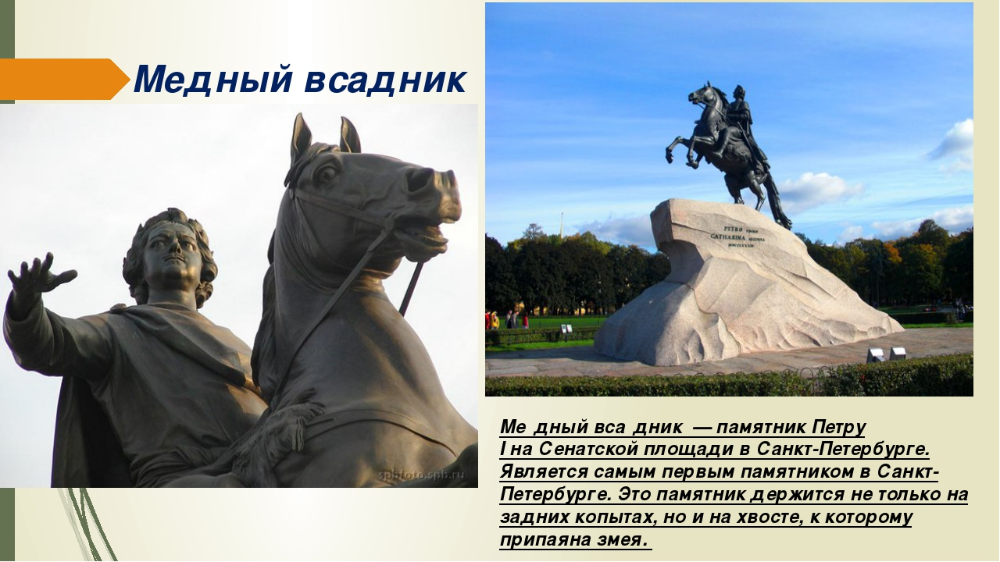 Медный всадник
spbfoto.spb.ru
PETRO PRIMO
CATHARINA SECUNDA
MDCCLXXXII
Ме дный вса дник — памятник Петру
I на Сенатской площади в Санкт-Петербурге.
Является самым первым памятником в Санкт-
Петербурге. Это памятник держится не только на
задних копытах, но и на хвосте, к которому
припаяна змея.